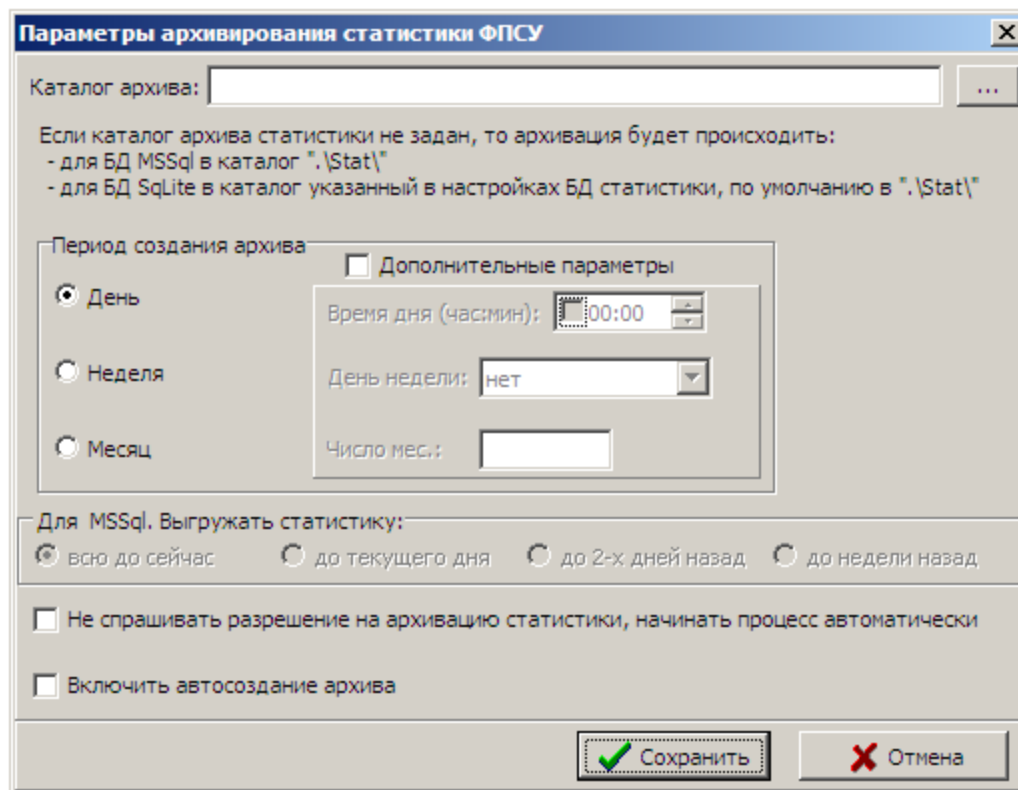 Параметры архивирования статистики ФПСУ
Каталог архива:
...
Если каталог архива статистики не задан, то архивация будет происходить:
- для БД MSSql в каталог ".\Stat\"
- для БД SqLite в каталог указанный в настройках БД статистики, по умолчанию в ".\Stat\"
Период создания архива
Дополнительные параметры
День
Время дня (час:мин): 00:00
Неделя
День недели: нет
Месяц
Число мес.:
Для MSSql. Выгружать статистику:
всю до сейчас до текущего дня до 2-х дней назад до недели назад
Не спрашивать разрешение на архивацию статистики, начинать процесс автоматически
Включить автосоздание архива
Сохранить Отмена